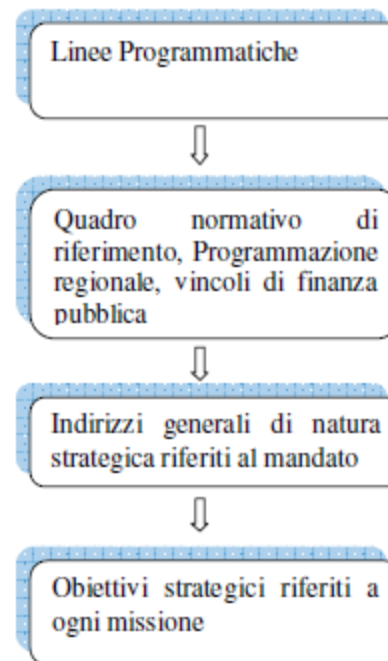 Linee Programmatiche
Quadro normativo di
riferimento, Programmazione
regionale, vincoli di finanza
pubblica
Indirizzi generali di natura
strategica riferiti al mandato
Obiettivi strategici riferiti a
ogni missione